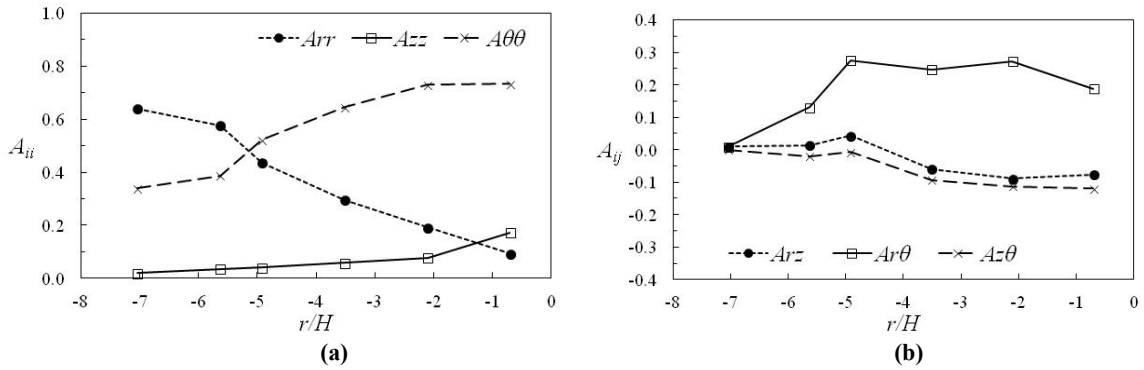 1.0
Arr Azz Aθθ
0.8
0.6
Aii
0.4
0.2
0.0
-8 -7 -6 -5 -4 -3 -2 -1 0
r/H
(a)
0.4
0.3
0.2
0.1
Aij
0.0
-0.1
-0.2
-0.3
Arz Arθ Azθ
-0.4
-8 -7 -6 -5 -4 -3 -2 -1 0
r/H
(b)